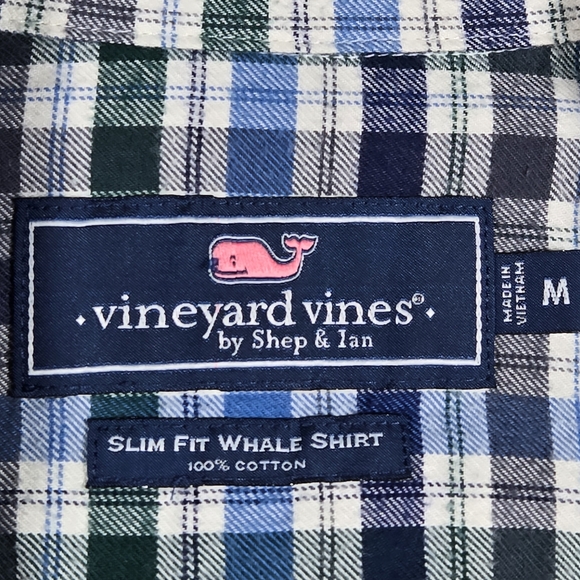 ·vineyard vines®·
by Shep & Ian
MADE IN
VIETNAM
M
SLIM FIT WHALE SHIRT
100% COTTON